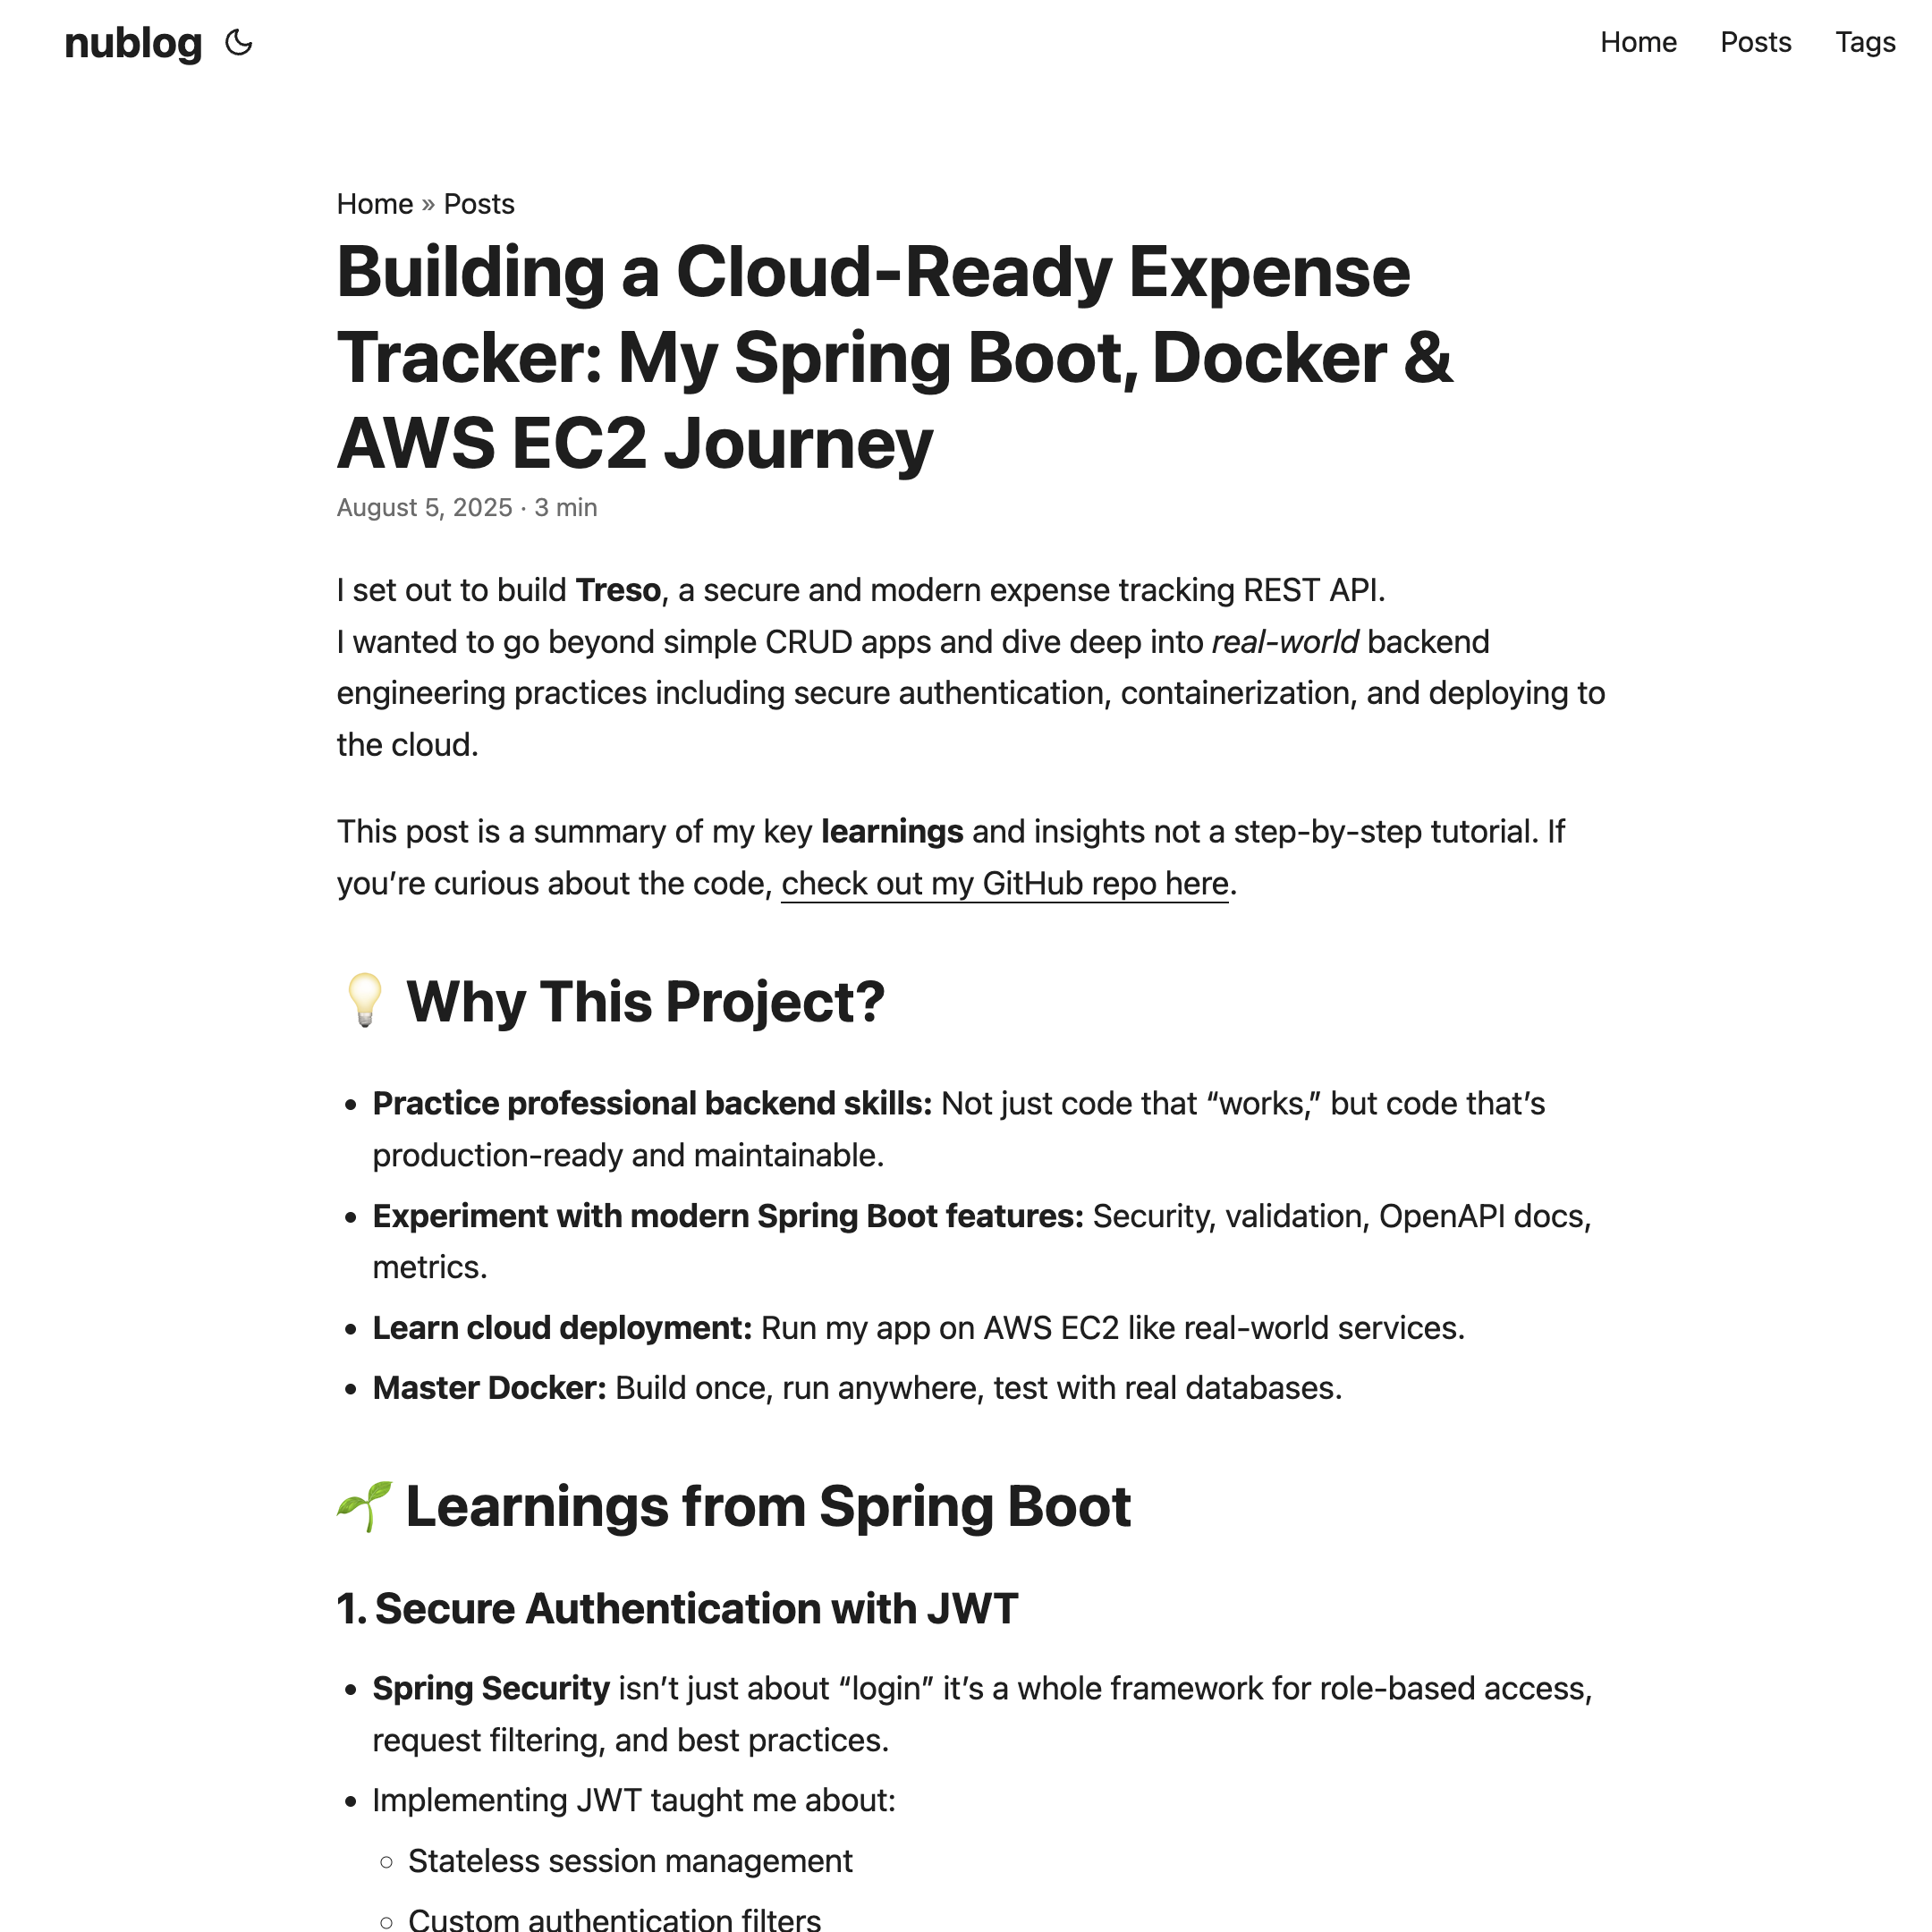 nublog
Home Posts Tags
Home » Posts
Building a Cloud-Ready Expense
Tracker: My Spring Boot, Docker &
AWS EC2 Journey
August 5, 2025 · 3 min
I set out to build Treso, a secure and modern expense tracking REST API.
I wanted to go beyond simple CRUD apps and dive deep into real-world backend
engineering practices including secure authentication, containerization, and deploying to
the cloud.
This post is a summary of my key learnings and insights not a step-by-step tutorial. If
you’re curious about the code, check out my GitHub repo here.
💡 Why This Project?
• Practice professional backend skills: Not just code that “works,” but code that’s
production-ready and maintainable.
• Experiment with modern Spring Boot features: Security, validation, OpenAPI docs,
metrics.
• Learn cloud deployment: Run my app on AWS EC2 like real-world services.
• Master Docker: Build once, run anywhere, test with real databases.
🌱 Learnings from Spring Boot
1. Secure Authentication with JWT
• Spring Security isn’t just about “login” it’s a whole framework for role-based access,
request filtering, and best practices.
• Implementing JWT taught me about:
◦ Stateless session management
◦ Custom authentication filters